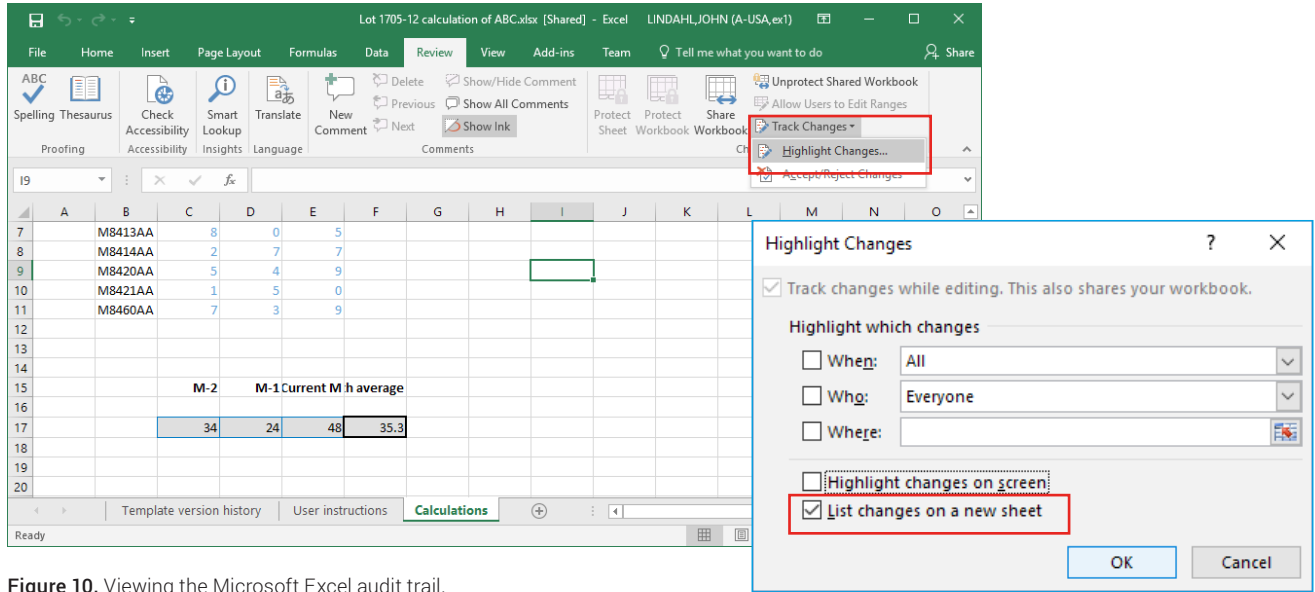 Lot 1705-12 calculation of ABC.xlsx [Shared] - Excel LINDAHL,JOHN (A-USA,ex1)
File Home Insert Page Layout Formulas Data Review View Add-ins Team Tell me what you want to do Share
ABC
Spelling Thesaurus
Proofing
Check Accessibility
Accessibility
Smart Lookup
Insights
Translate
Language
New Comment
Delete
Previous
Next
Show/Hide Comment
Show All Comments
Show Ink
Comments
Protect Sheet
Protect Workbook
Share Workbook
Unprotect Shared Workbook
Allow Users to Edit Ranges
Track Changes
Highlight Changes...
Accept/Reject Changes
I9 fx
A B C D E F G H I J K L M N O
7 M8413AA 8 0 5
8 M8414AA 2 7 7
9 M8420AA 5 4 9
10 M8421AA 1 5 0
11 M8460AA 7 3 9
12
13
14
15 M-2 M-1 Current M h average
16
17 34 24 48 35.3
18
19
20
Template version history User instructions Calculations
Ready
Highlight Changes ?
Track changes while editing. This also shares your workbook.
Highlight which changes
When: All
Who: Everyone
Where:
Highlight changes on screen
List changes on a new sheet
OK Cancel
Figure 10. Viewing the Microsoft Excel audit trail.